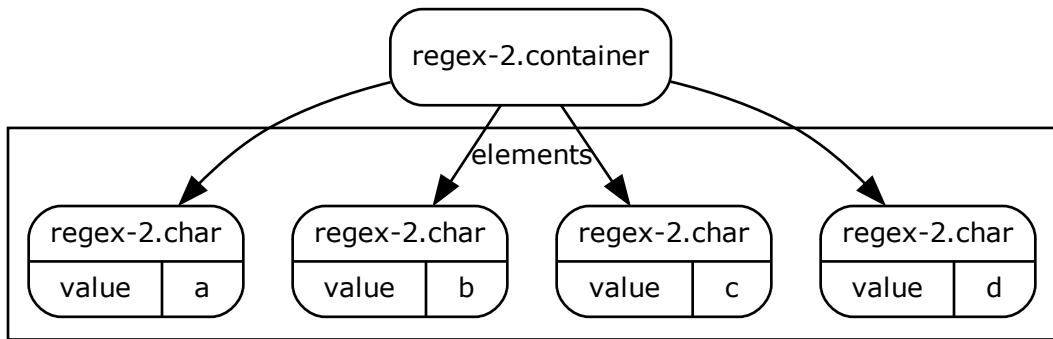 regex-2.container
elements
regex-2.char
value a
regex-2.char
value b
regex-2.char
value c
regex-2.char
value d